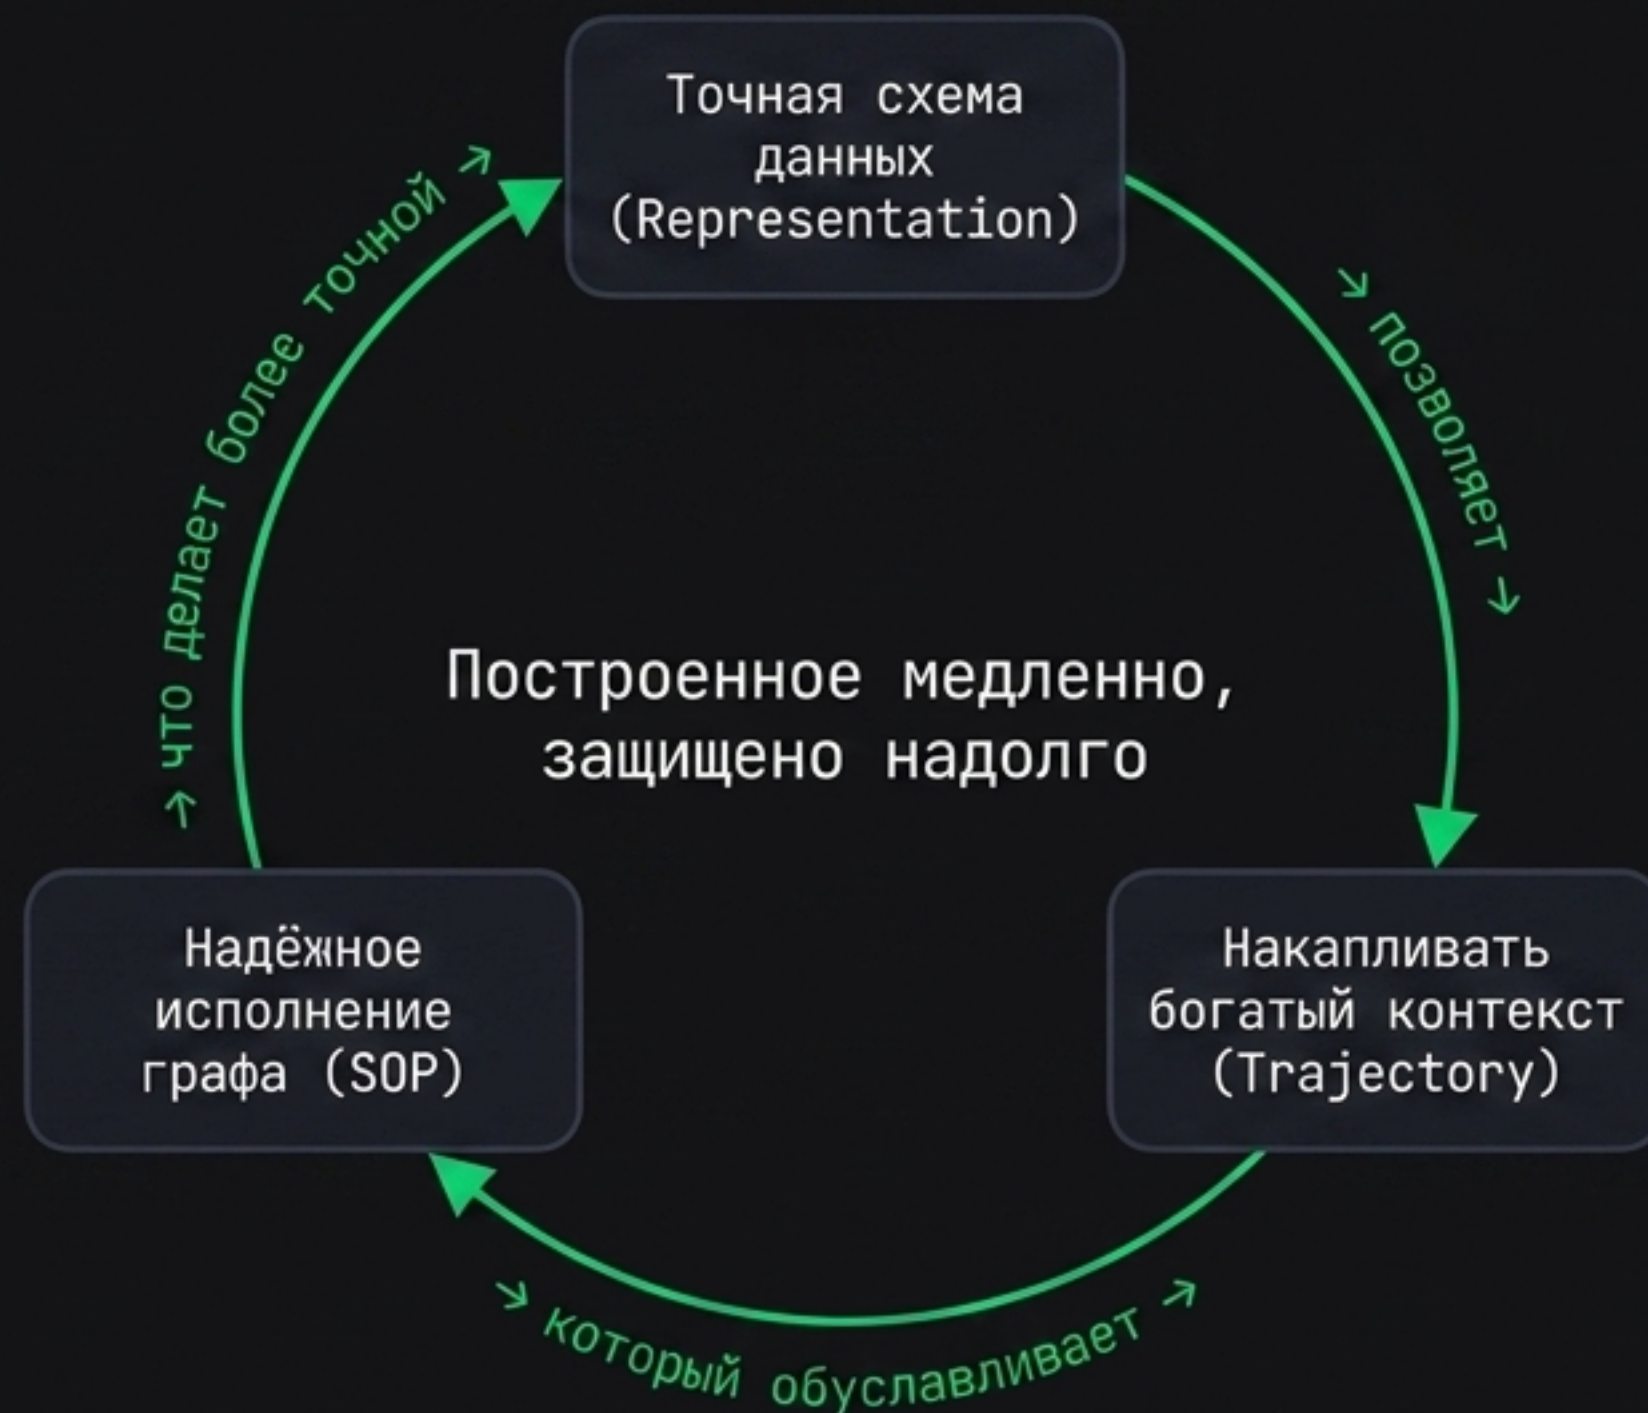 Точная схема
данных
(Representation)
→ позволяет →
Накапливать
богатый контекст
(Trajectory)
→ который обуславливает →
Надёжное
исполнение
графа (SOP)
→ что делает более точной →
Построенное медленно,
защищено надолго